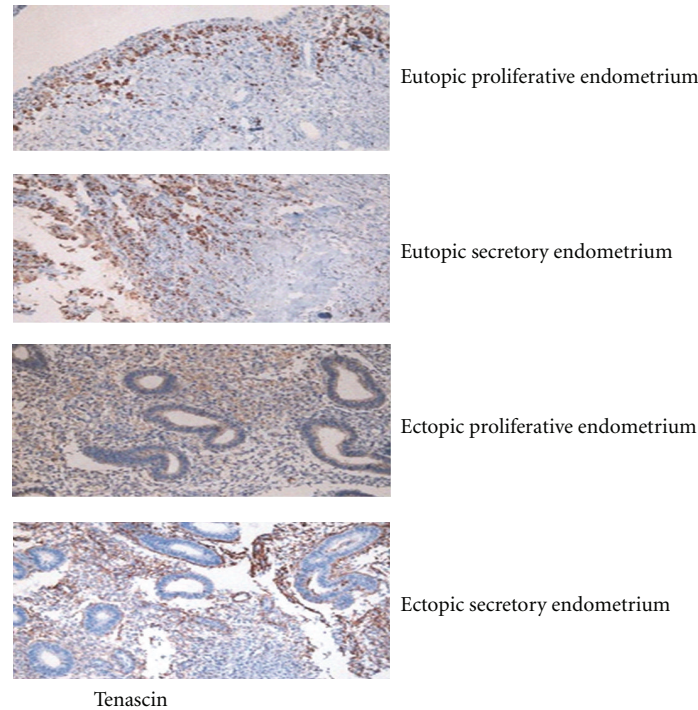 Eutopic proliferative endometrium
Eutopic secretory endometrium
Ectopic proliferative endometrium
Ectopic secretory endometrium
Tenascin